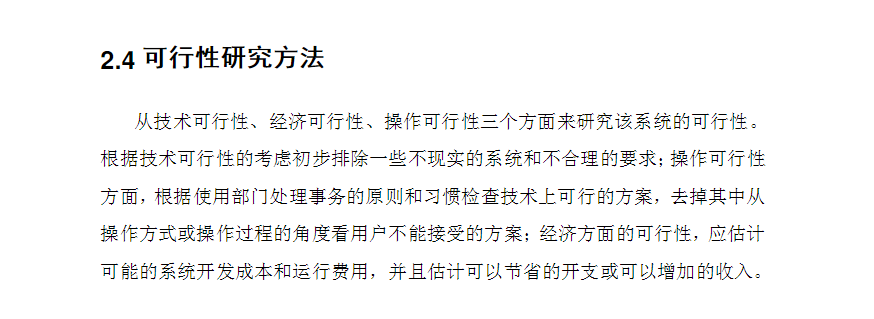 2.4 可行性研究方法
从技术可行性、经济可行性、操作可行性三个方面来研究该系统的可行性。
根据技术可行性的考虑初步排除一些不现实的系统和不合理的要求；操作可行性
方面，根据使用部门处理事务的原则和习惯检查技术上可行的方案，去掉其中从
操作方式或操作过程的角度看用户不能接受的方案；经济方面的可行性，应估计
可能的系统开发成本和运行费用，并且估计可以节省的开支或可以增加的收入。